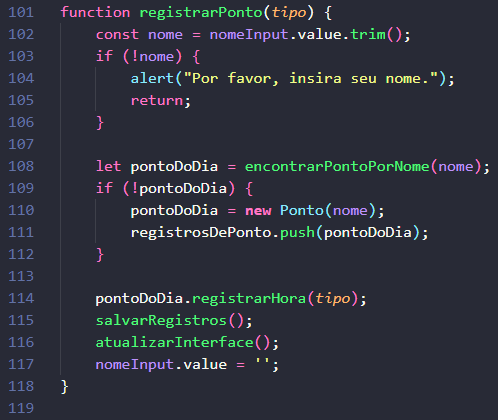 101 function registrarPonto(tipo) {
102     const nome = nomeInput.value.trim();
103     if (!nome) {
104         alert("Por favor, insira seu nome.");
105         return;
106     }
107
108     let pontoDoDia = encontrarPontoPorNome(nome);
109     if (!pontoDoDia) {
110         pontoDoDia = new Ponto(nome);
111         registrosDePonto.push(pontoDoDia);
112     }
113
114     pontoDoDia.registrarHora(tipo);
115     salvarRegistros();
116     atualizarInterface();
117     nomeInput.value = '';
118 }
119